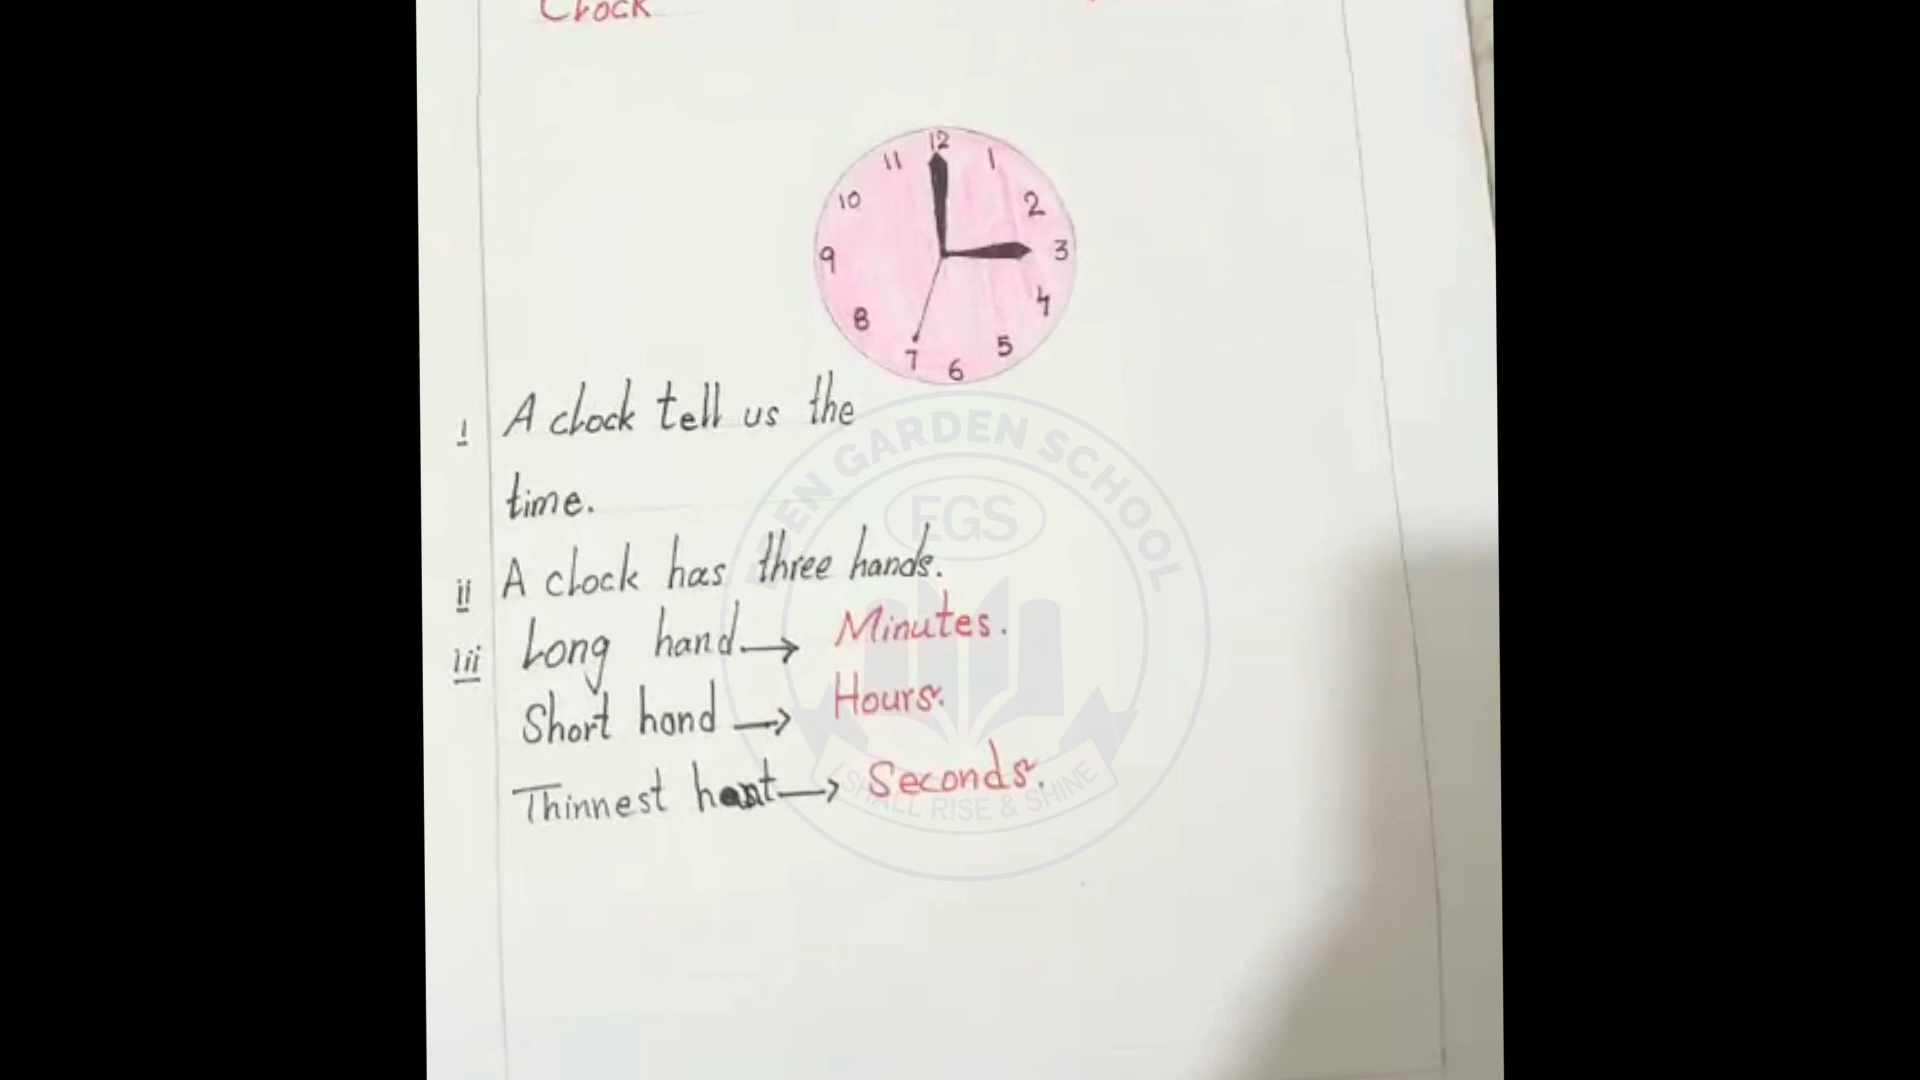 Clock
12
11 1
10 2
9 3
8 4
7 5
6
i A clock tell us the
time.
ii A clock has three hands.
iii Long hand → Minutes.
Short hand → Hours.
Thinnest → Seconds.
EN GARDEN SCHOOL
EGS
I SHALL RISE & SHINE